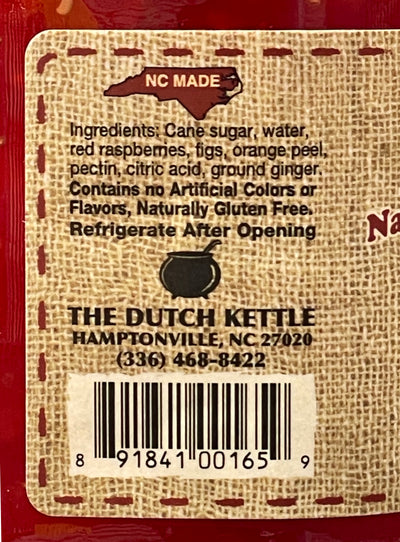 NC MADE
Ingredients: Cane sugar, water,
red raspberries, figs, orange peel,
pectin, citric acid, ground ginger.
Contains no Artificial Colors or
Flavors, Naturally Gluten Free.
Refrigerate After Opening
Na
THE DUTCH KETTLE
HAMPTONVILLE, NC 27020
(336) 468-8422
8 91841 00165 9